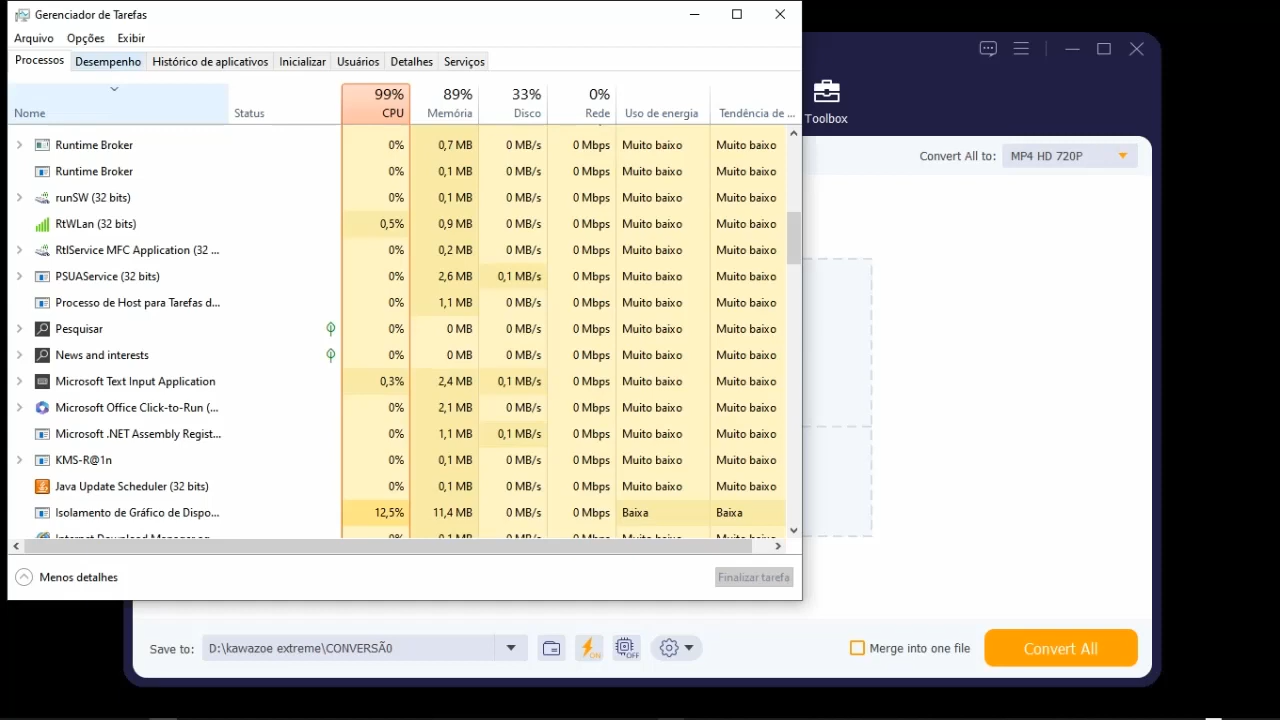 Gerenciador de Tarefas
Arquivo Opções Exibir
Processos Desempenho Histórico de aplicativos Inicializar Usuários Detalhes Serviços
99% 89% 33% 0%
Nome Status CPU Memória Disco Rede Uso de energia Tendência de ...
Runtime Broker 0% 0,7 MB 0 MB/s 0 Mbps Muito baixo Muito baixo
Runtime Broker 0% 0,1 MB 0 MB/s 0 Mbps Muito baixo Muito baixo
runSW (32 bits) 0% 0,1 MB 0 MB/s 0 Mbps Muito baixo Muito baixo
RtWLan (32 bits) 0,5% 0,9 MB 0 MB/s 0 Mbps Muito baixo Muito baixo
RtlService MFC Application (32 ... 0% 0,2 MB 0 MB/s 0 Mbps Muito baixo Muito baixo
PSUAService (32 bits) 0% 2,6 MB 0,1 MB/s 0 Mbps Muito baixo Muito baixo
Processo de Host para Tarefas d... 0% 1,1 MB 0 MB/s 0 Mbps Muito baixo Muito baixo
Pesquisar 0% 0 MB 0 MB/s 0 Mbps Muito baixo Muito baixo
News and interests 0% 0 MB 0 MB/s 0 Mbps Muito baixo Muito baixo
Microsoft Text Input Application 0,3% 2,4 MB 0,1 MB/s 0 Mbps Muito baixo Muito baixo
Microsoft Office Click-to-Run (... 0% 2,1 MB 0 MB/s 0 Mbps Muito baixo Muito baixo
Microsoft .NET Assembly Regist... 0% 1,1 MB 0,1 MB/s 0 Mbps Muito baixo Muito baixo
KMS-R@1n 0% 0,1 MB 0 MB/s 0 Mbps Muito baixo Muito baixo
Java Update Scheduler (32 bits) 0% 0,1 MB 0 MB/s 0 Mbps Muito baixo Muito baixo
Isolamento de Gráfico de Dispo... 12,5% 11,4 MB 0 MB/s 0 Mbps Baixa Baixa
Menos detalhes Finalizar tarefa
Toolbox
Convert All to: MP4 HD 720P
Save to: D:\kawazoe extreme\CONVERSÃ0 ON OFF Merge into one file Convert All